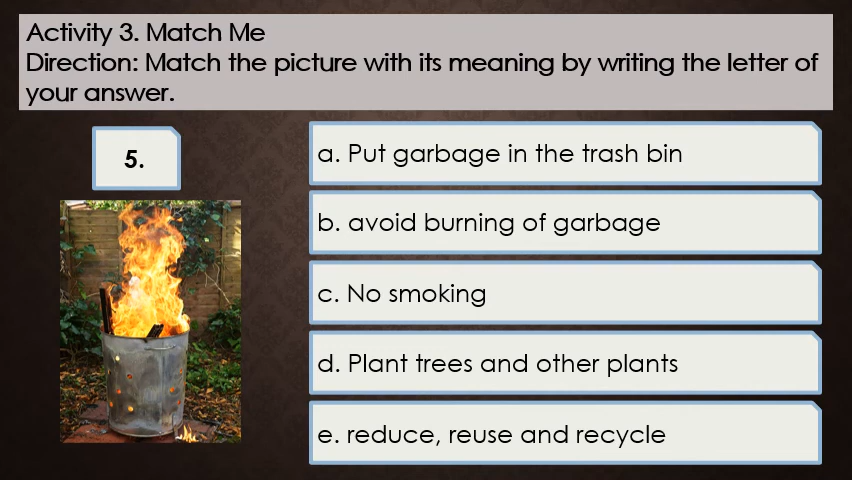 Activity 3. Match Me
Direction: Match the picture with its meaning by writing the letter of
your answer.
5.
a. Put garbage in the trash bin
b. avoid burning of garbage
c. No smoking
d. Plant trees and other plants
e. reduce, reuse and recycle